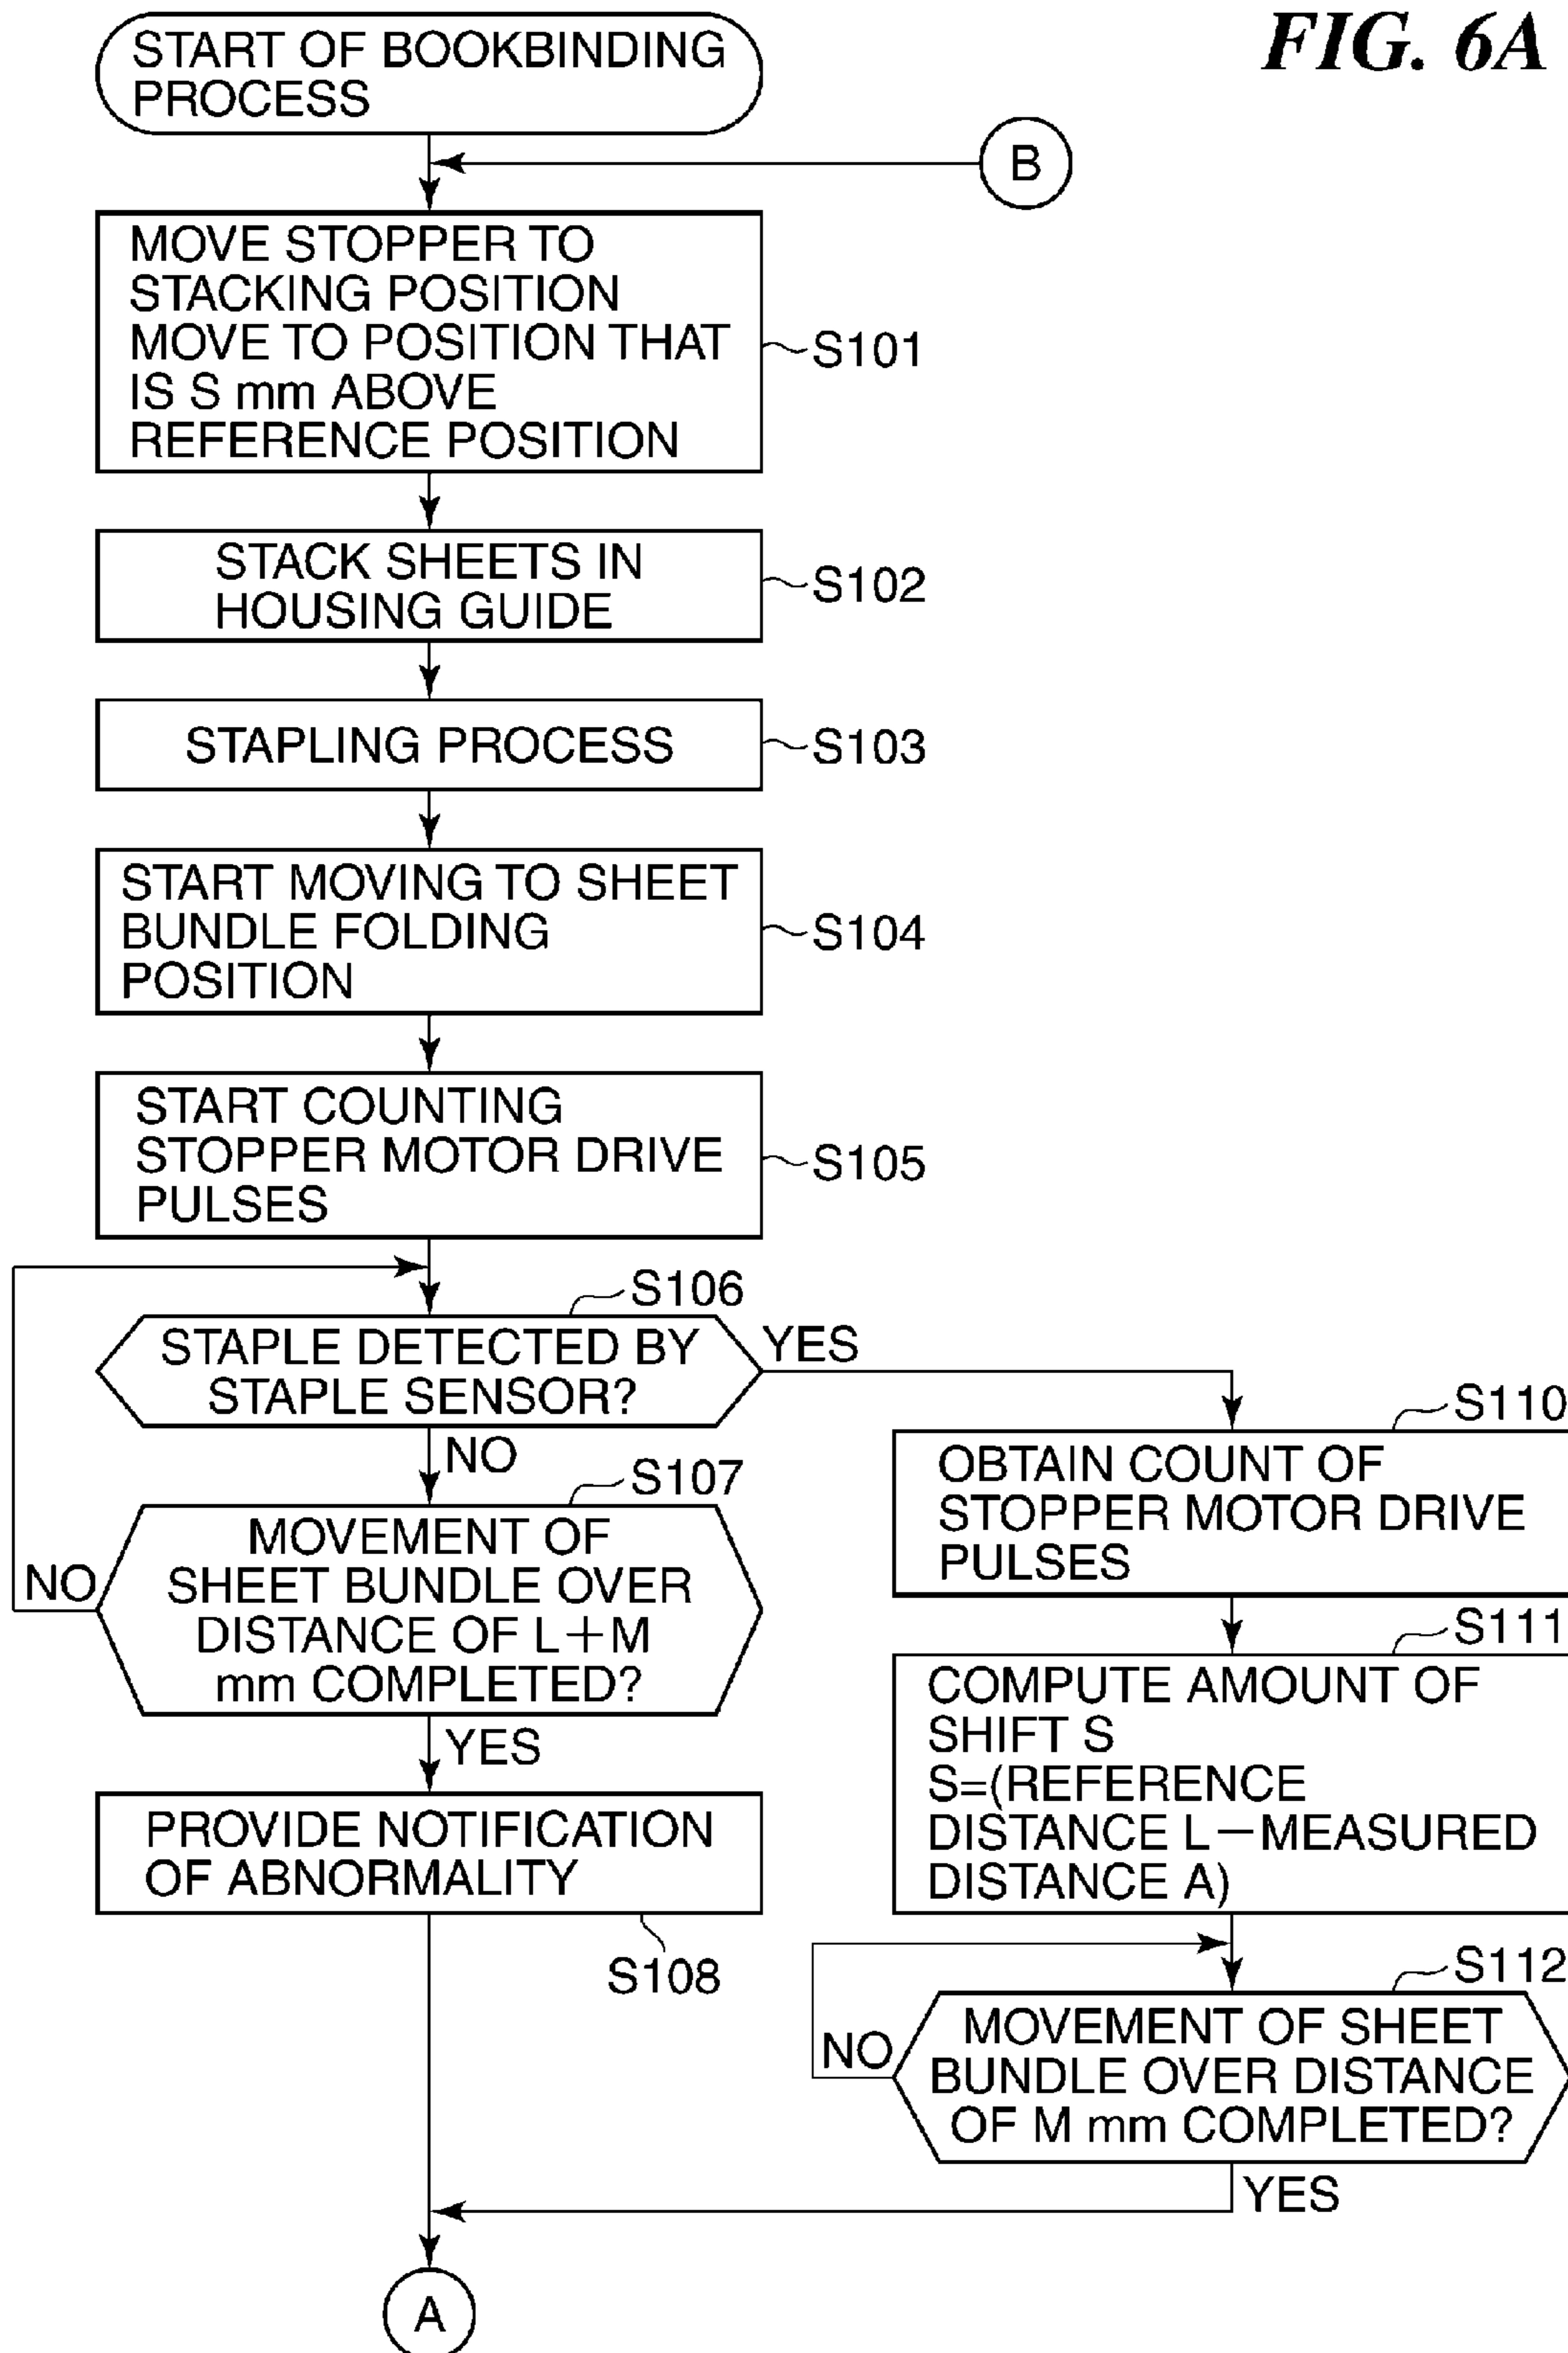 FIG. 6A
START OF BOOKBINDING
PROCESS
B
MOVE STOPPER TO
STACKING POSITION
MOVE TO POSITION THAT
IS S mm ABOVE
REFERENCE POSITION
S101
STACK SHEETS IN
HOUSING GUIDE
S102
STAPLING PROCESS
S103
START MOVING TO SHEET
BUNDLE FOLDING
POSITION
S104
START COUNTING
STOPPER MOTOR DRIVE
PULSES
S105
S106
STAPLE DETECTED BY
STAPLE SENSOR?
YES
NO
S107
MOVEMENT OF
SHEET BUNDLE OVER
DISTANCE OF L+M
mm COMPLETED?
NO
YES
PROVIDE NOTIFICATION
OF ABNORMALITY
S108
S110
OBTAIN COUNT OF
STOPPER MOTOR DRIVE
PULSES
S111
COMPUTE AMOUNT OF
SHIFT S
S=(REFERENCE
DISTANCE L—MEASURED
DISTANCE A)
S112
MOVEMENT OF SHEET
BUNDLE OVER DISTANCE
OF M mm COMPLETED?
NO
YES
A